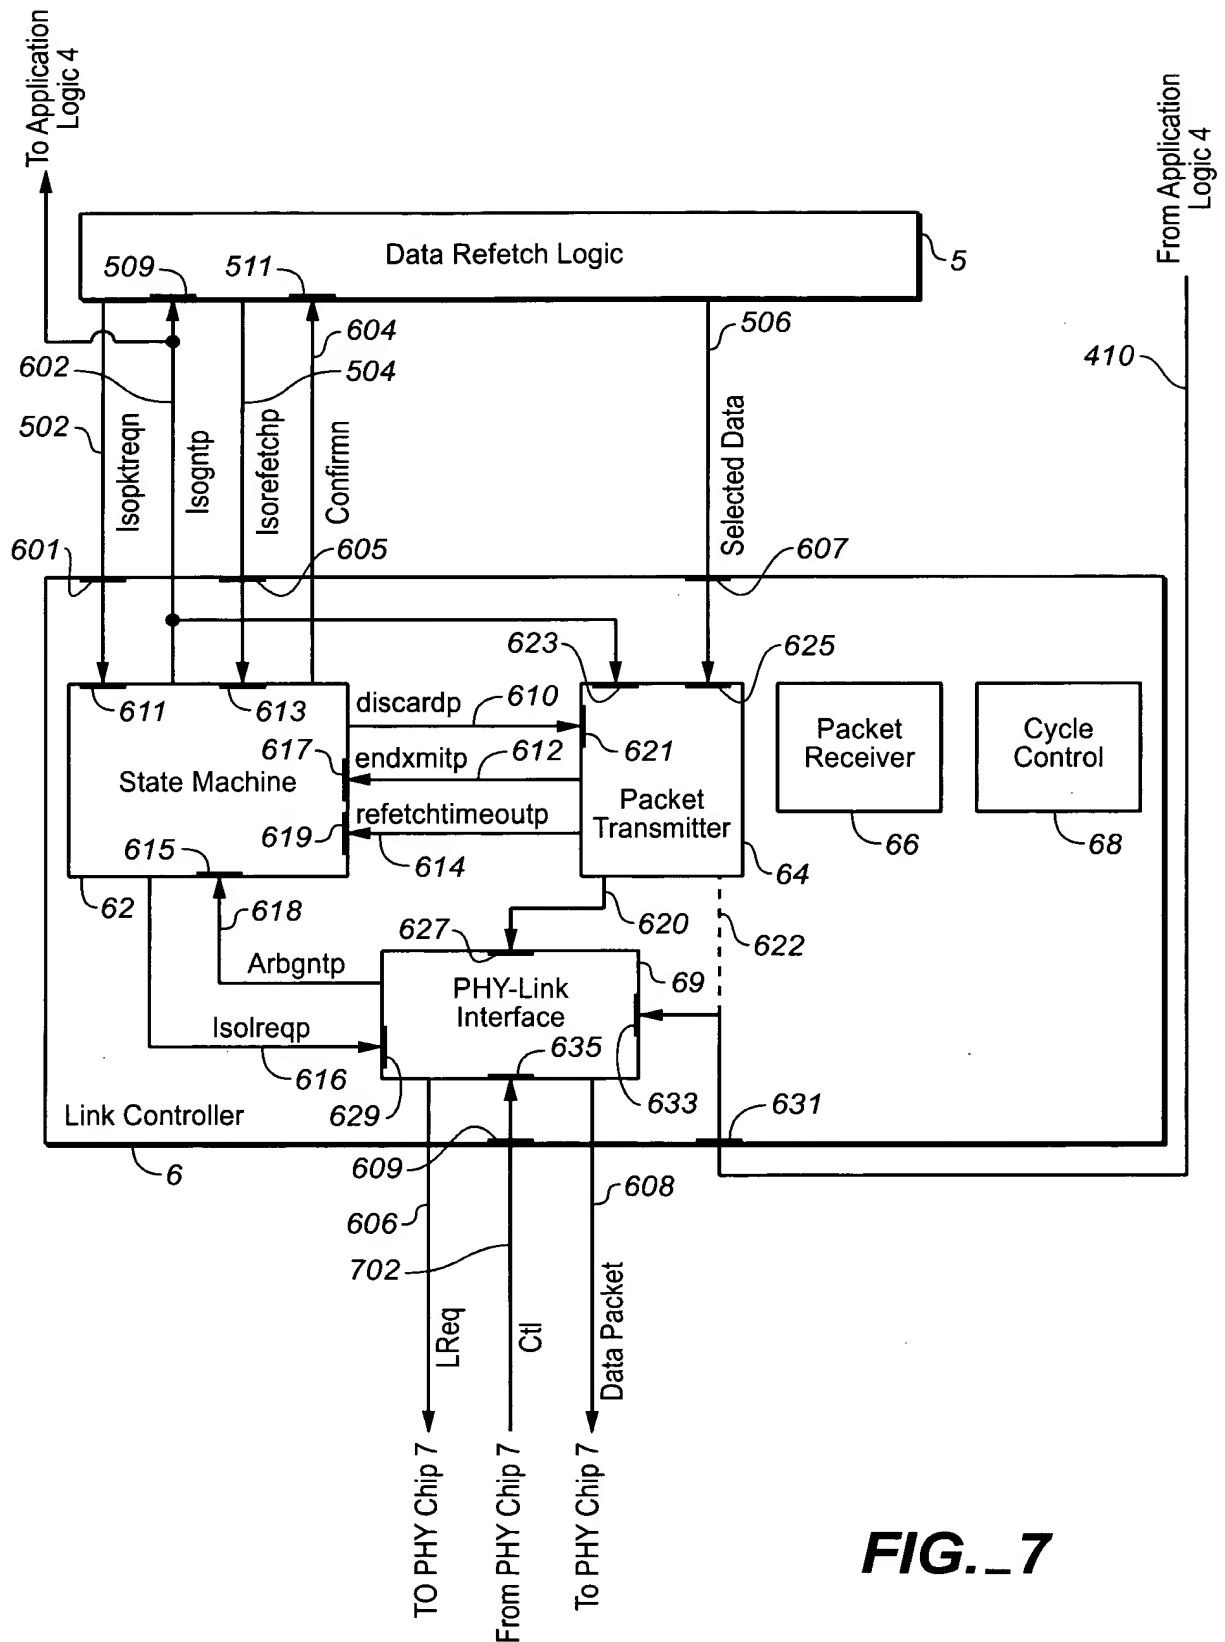 To Application
Logic 4
From Application
Logic 4
Data Refetch Logic
509
511
5
604
506
602
504
410
502
Isopktreqn
Isogntp
Isorefetchp
Confirmn
Selected Data
601
605
607
623
625
611
613
discardp
610
617
endxmitp
612
621
State Machine
Packet
Transmitter
Packet
Receiver
Cycle
Control
619
refetchtimeoutp
615
614
64
66
68
62
618
627
620
622
Arbgntp
PHY-Link
Interface
69
Isolreqp
635
616
629
633
631
Link Controller
6
609
608
606
702
LReq
Ctl
Data Packet
TO PHY Chip 7
From PHY Chip 7
To PHY Chip 7
FIG._7